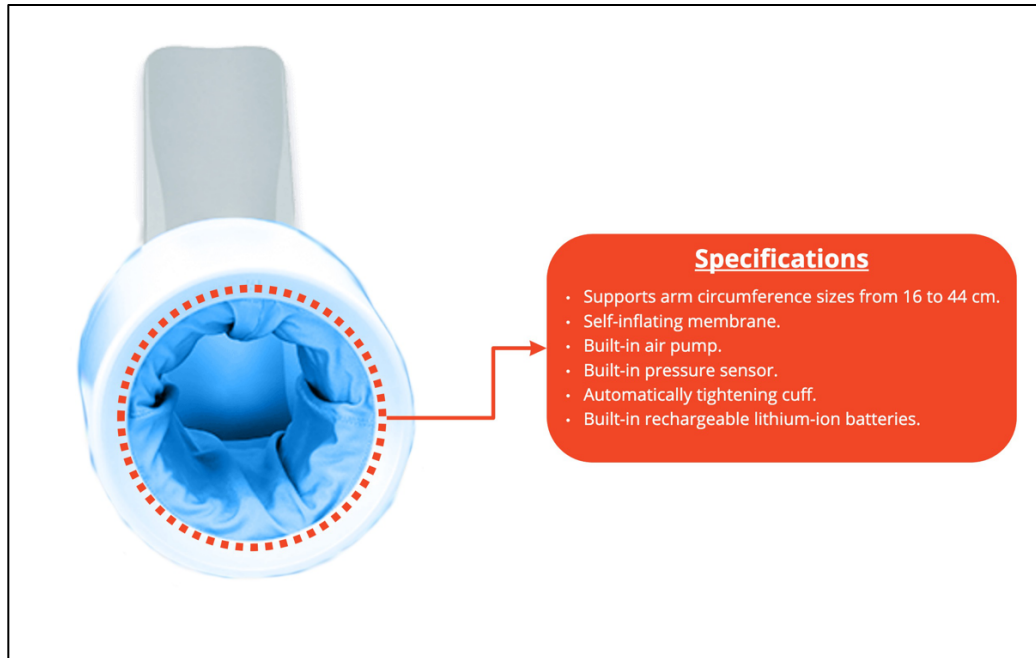 Specifications
• Supports arm circumference sizes from 16 to 44 cm.
• Self-inflating membrane.
• Built-in air pump.
• Built-in pressure sensor.
• Automatically tightening cuff.
• Built-in rechargeable lithium-ion batteries.